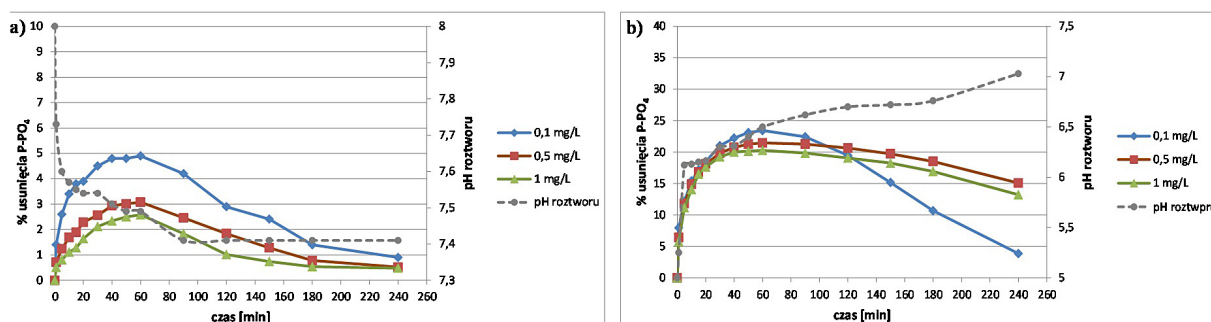 a)
% usunięcia P-PO4
10
9
8
7
6
5
4
3
2
1
0
8
7,9
7,8
7,7
7,6
7,5
7,4
7,3
pH roztworu
0 20 40 60 80 100 120 140 160 180 200 220 240 260
czas [min]
0,1 mg/L
0,5 mg/L
1 mg/L
pH roztworu
b)
% usunięcia P-PO4
40
35
30
25
20
15
10
5
0
7,5
7
6,5
6
5,5
5
pH roztworu
0 20 40 60 80 100 120 140 160 180 200 220 240 260
czas [min]
0,1 mg/L
0,5 mg/L
1 mg/L
pH roztwpru